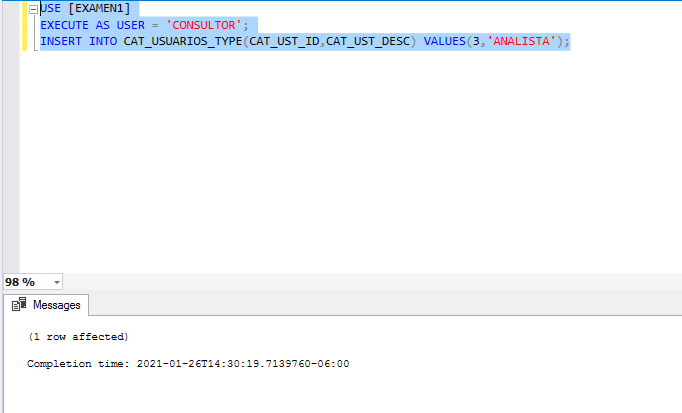 USE [EXAMEN1]
EXECUTE AS USER = 'CONSULTOR';
INSERT INTO CAT_USUARIOS_TYPE(CAT_UST_ID,CAT_UST_DESC) VALUES(3,'ANALISTA');
98 %
Messages
(1 row affected)
Completion time: 2021-01-26T14:30:19.7139760-06:00